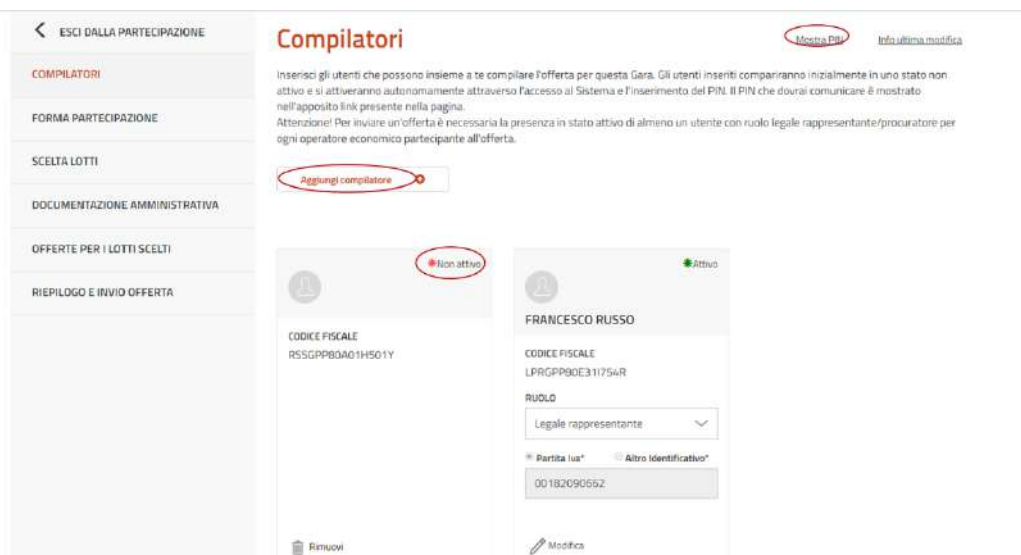 ESCI DALLA PARTECIPAZIONE
COMPILATORI
FORMA PARTECIPAZIONE
SCELTA LOTTI
DOCUMENTAZIONE AMMINISTRATIVA
OFFERTE PER I LOTTI SCELTI
RIEPILOGO E INVIO OFFERTA
Compilatori
Mostra PIN
Info ultima modifica
Inserisci gli utenti che possono insieme a te compilare l'offerta per questa Gara. Gli utenti inseriti compariranno inizialmente in uno stato non
attivo e si attiveranno autonomamente attraverso l'accesso al Sistema e l'inserimento del PIN. Il PIN che dovrai comunicare è mostrato
nell'apposito link presente nella pagina.
Attenzione! Per inviare un'offerta è necessaria la presenza in stato attivo di almeno un utente con ruolo legale rappresentante/procuratore per
ogni operatore economico partecipante all'offerta.
Aggiungi compilatore
Non attivo
CODICE FISCALE
RSSGPP80A01H501Y
Rimuovi
Attivo
FRANCESCO RUSSO
CODICE FISCALE
LPRGPP80E31I754R
RUOLO
Legale rappresentante
Partita Iva* Altro Identificativo*
00182090662
Modifica